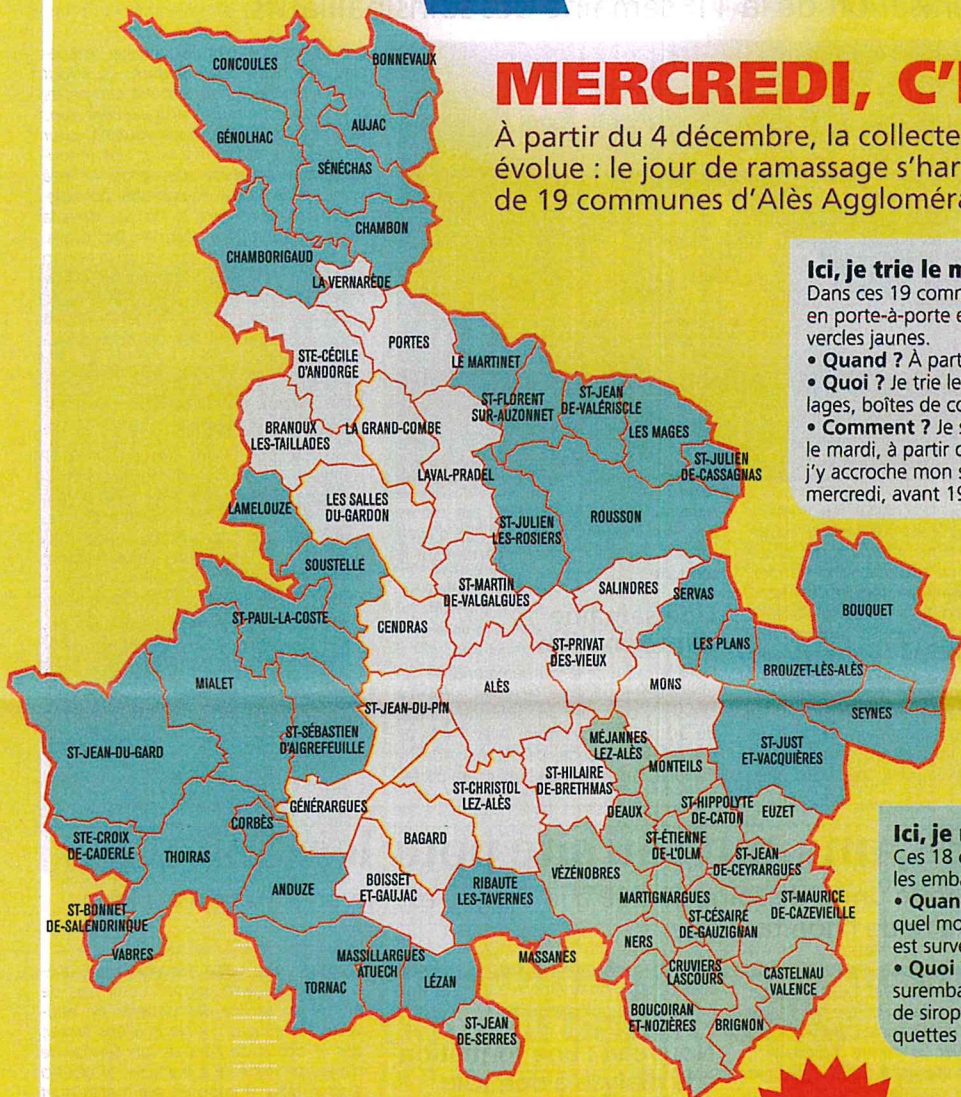 MERCREDI, C'
À partir du 4 décembre, la collecte
évolue : le jour de ramassage s'har
de 19 communes d'Alès Aggloméra
Ici, je trie le m
Dans ces 19 comm
en porte-à-porte e
vercles jaunes.
• Quand ? À part
• Quoi ? Je trie le
lages, boîtes de co
• Comment ? Je s
le mardi, à partir d
j'y accroche mon s
mercredi, avant 19
CONCOULES
BONNEVAUX
AUJAC
GÉNOLHAC
SÉNÉCHAS
CHAMBON
CHAMBORIGAUD
LA VERNARÈDE
PORTES
STE-CÉCILE
D'ANDORGE
LE MARTINET
ST-FLORENT
SUR-AUZONNET
ST-JEAN
DE-VALÉRISCLE
LES MAGES
BRANOUX
LES-TAILLADES
LA GRAND-COMBE
LAVAL-PRADEL
ST-JULIEN
DE-CASSAGNAS
LAMELOUZE
LES SALLES
DU-GARDON
ST-JULIEN
LES-ROSIERS
ROUSSON
SOUSTELLE
ST-MARTIN
DE-VALGALGUES
SALINDRES
SERVAS
BOUQUET
ST-PAUL-LA-COSTE
CENDRAS
ST-PRIVAT
DES-VIEUX
LES PLANS
BROUZET-LÈS-ALÈS
MIALET
ALÈS
MONS
SEYNES
ST-JEAN-DU-PIN
ST-JEAN-DU-GARD
ST-SÉBASTIEN
D'AIGREFEUILLE
MÉJANNES
LEZ-ALÈS
MONTEILS
ST-JUST
ET-VACQUIÈRES
GÉNÉRARGUES
ST-CHRISTOL
LEZ-ALÈS
ST-HILAIRE
DE-BRETHMAS
DEAUX
ST-HIPPOLYTE
DE-CATON
EUZET
STE-CROIX
DE-CADERLE
CORBÈS
THOIRAS
BAGARD
ST-ÉTIENNE
DE-L'OLM
ST-JEAN
DE-CEYRARGUES
ANDUZE
BOISSET
ET-GAUJAC
RIBAUTE
LES-TAVERNES
VÉZÉNOBRES
MARTIGNARGUES
ST-MAURICE
DE-CAZEVIEILLE
ST-BONNET
DE-SALENDRINQUE
VABRES
ST-CÉSAIRE
DE-GAUZIGNAN
NERS
MASSILLARGUES
ATUECH
MASSANES
CRUVIERS
LASCOURS
CASTELNAU
VALENCE
TORNAC
LÉZAN
BOUCOIRAN
ET-NOZIÈRES
BRIGNON
ST-JEAN
DE-SERRES
Ici, je
Ces 18
les emba
• Quan
quel mo
est surve
• Quoi
suremba
de sirop
quettes